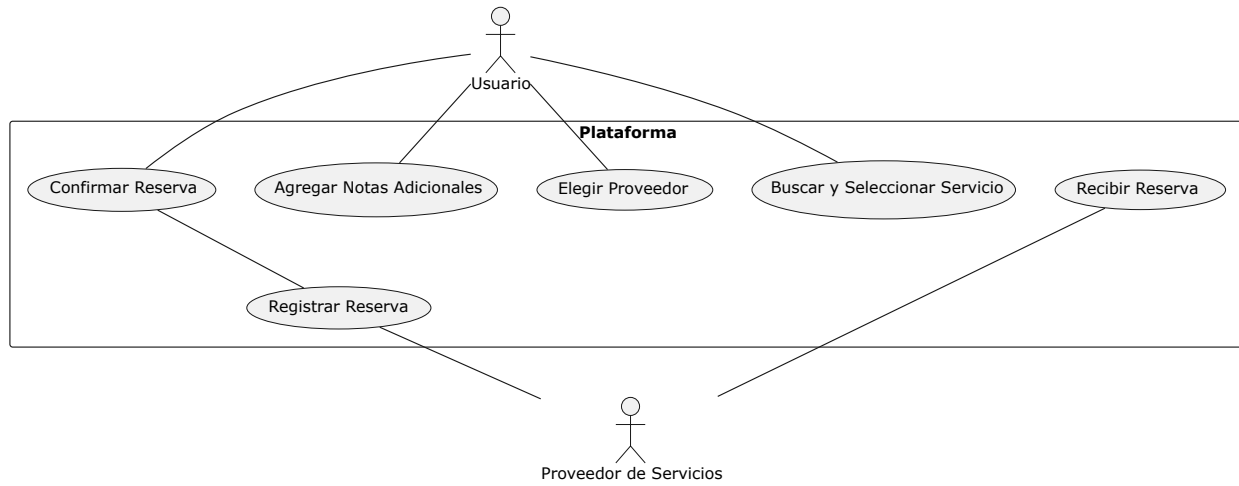 Usuario
Plataforma
Confirmar Reserva
Agregar Notas Adicionales
Elegir Proveedor
Buscar y Seleccionar Servicio
Recibir Reserva
Registrar Reserva
Proveedor de Servicios